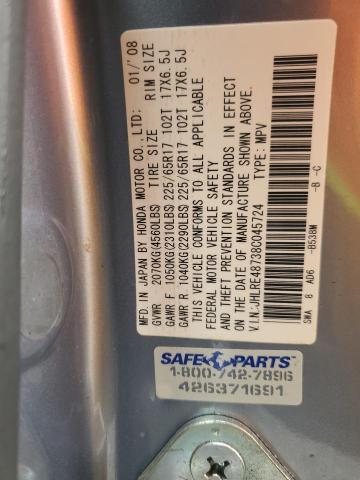 MFD. IN JAPAN BY HONDA MOTOR CO., LTD: 01/'08
GVWR 2070KG(4560LBS) TIRE SIZE RIM SIZE
GAWR F 1050KG(2310LBS) 225/65R17 102T 17X6.5J
GAWR R 1040KG(2290LBS) 225/65R17 102T 17X6.5J
THIS VEHICLE CONFORMS TO ALL APPLICABLE
FEDERAL MOTOR VEHICLE SAFETY
AND THEFT PREVENTION STANDARDS IN EFFECT
ON THE DATE OF MANUFACTURE SHOWN ABOVE.
V.I.N.: JHLRE48738C045724 TYPE: MPV
SWA 8 AD6 -B538M -B -C
SAFE PARTS
1-800-742-7896
426371691